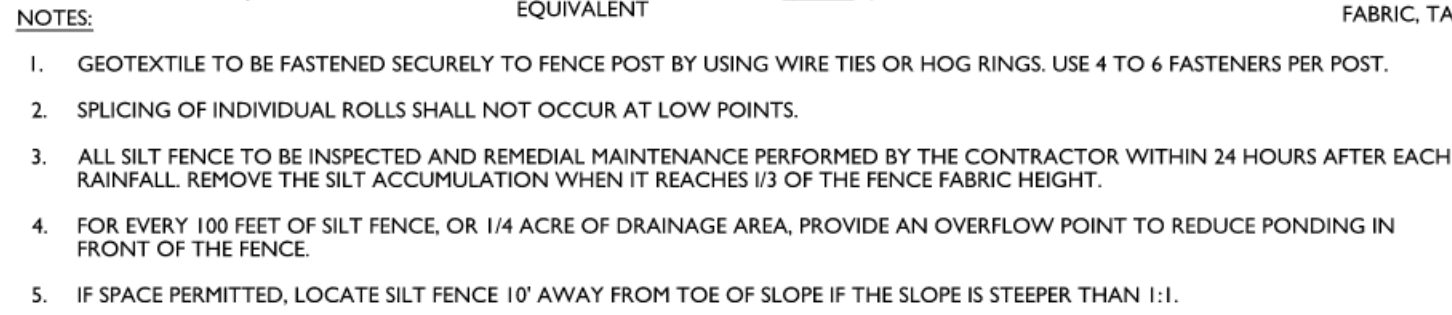 EQUIVALENT
FABRIC, TA
NOTES:
1. GEOTEXTILE TO BE FASTENED SECURELY TO FENCE POST BY USING WIRE TIES OR HOG RINGS. USE 4 TO 6 FASTENERS PER POST.
2. SPLICING OF INDIVIDUAL ROLLS SHALL NOT OCCUR AT LOW POINTS.
3. ALL SILT FENCE TO BE INSPECTED AND REMEDIAL MAINTENANCE PERFORMED BY THE CONTRACTOR WITHIN 24 HOURS AFTER EACH
RAINFALL. REMOVE THE SILT ACCUMULATION WHEN IT REACHES 1/3 OF THE FENCE FABRIC HEIGHT.
4. FOR EVERY 100 FEET OF SILT FENCE, OR 1/4 ACRE OF DRAINAGE AREA, PROVIDE AN OVERFLOW POINT TO REDUCE PONDING IN
FRONT OF THE FENCE.
5. IF SPACE PERMITTED, LOCATE SILT FENCE 10' AWAY FROM TOE OF SLOPE IF THE SLOPE IS STEEPER THAN 1:1.